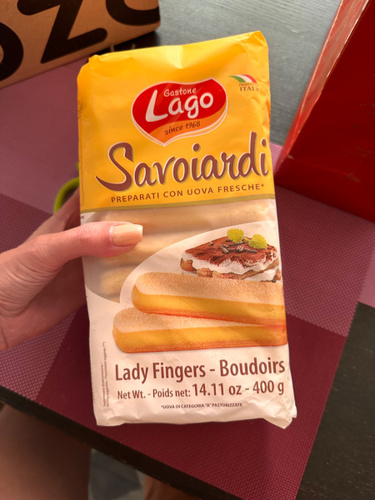 Gastone
Lago
since 1968
ITALY
Savoiardi
PREPARATI CON UOVA FRESCHE*
Lady Fingers - Boudoirs
Net Wt. - Poids net: 14.11 oz - 400 g
*UOVA DI CATEGORIA "A" PASTORIZZATE